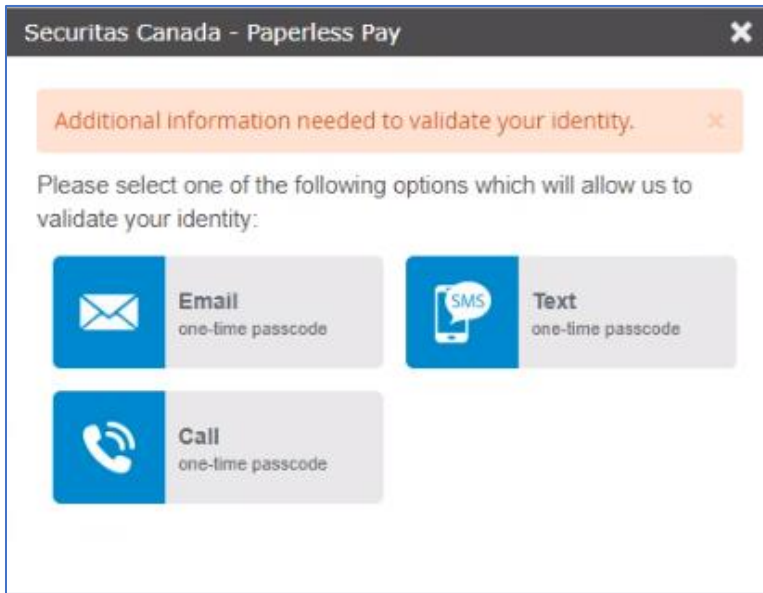 Securitas Canada - Paperless Pay
Additional information needed to validate your identity.
Please select one of the following options which will allow us to
validate your identity:
Email
one-time passcode
SMS
Text
one-time passcode
Call
one-time passcode